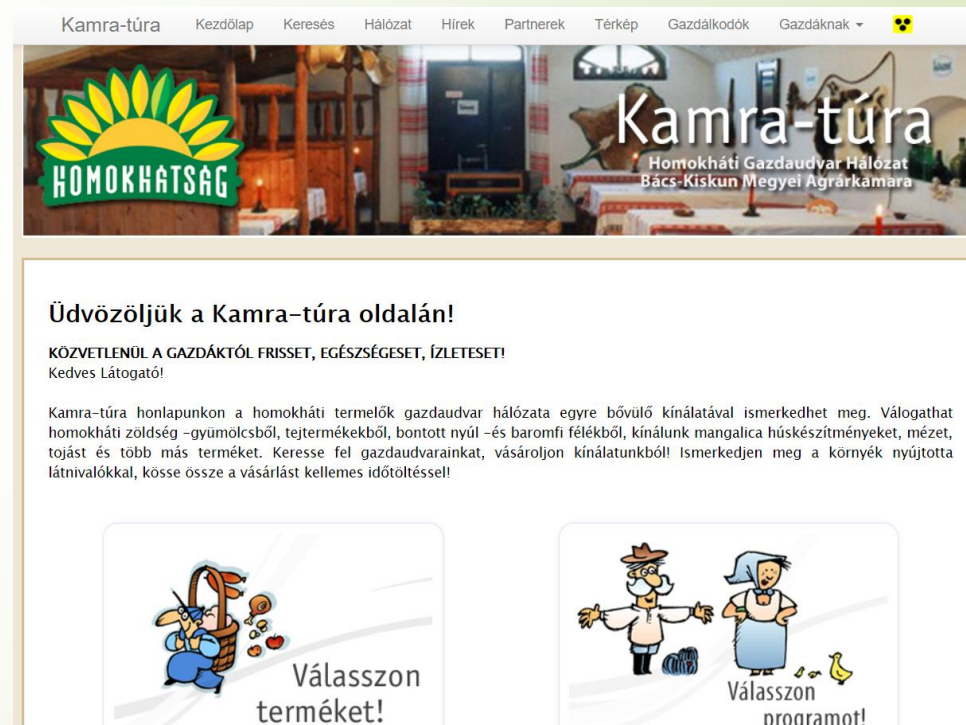 Kamra-túra Kezdőlap Keresés Hálózat Hírek Partnerek Térkép Gazdálkodók Gazdáknak
HOMOKHÁTSÁG
Kamra-túra
Homokháti Gazdaudvar Hálózat
Bács-Kiskun Megyei Agrárkamara
Üdvözöljük a Kamra-túra oldalán!
KÖZVETLENÜL A GAZDÁKTÓL FRISSET, EGÉSZSÉGESET, ÍZLETESET!
Kedves Látogató!
Kamra-túra honlapunkon a homokháti termelők gazdaudvar hálózata egyre bővülő kínálatával ismerkedhet meg. Válogathat
homokháti zöldség -gyümölcsből, tejtermékekből, bontott nyúl -és baromfi félékből, kínálunk mangalica húskészítményeket, mézet,
tojást és több más terméket. Keresse fel gazdaudvarainkat, vásároljon kínálatunkból! Ismerkedjen meg a környék nyújtotta
látnivalókkal, kösse össze a vásárlást kellemes időtöltéssel!
Válasszon
terméket!
Válasszon
programot!